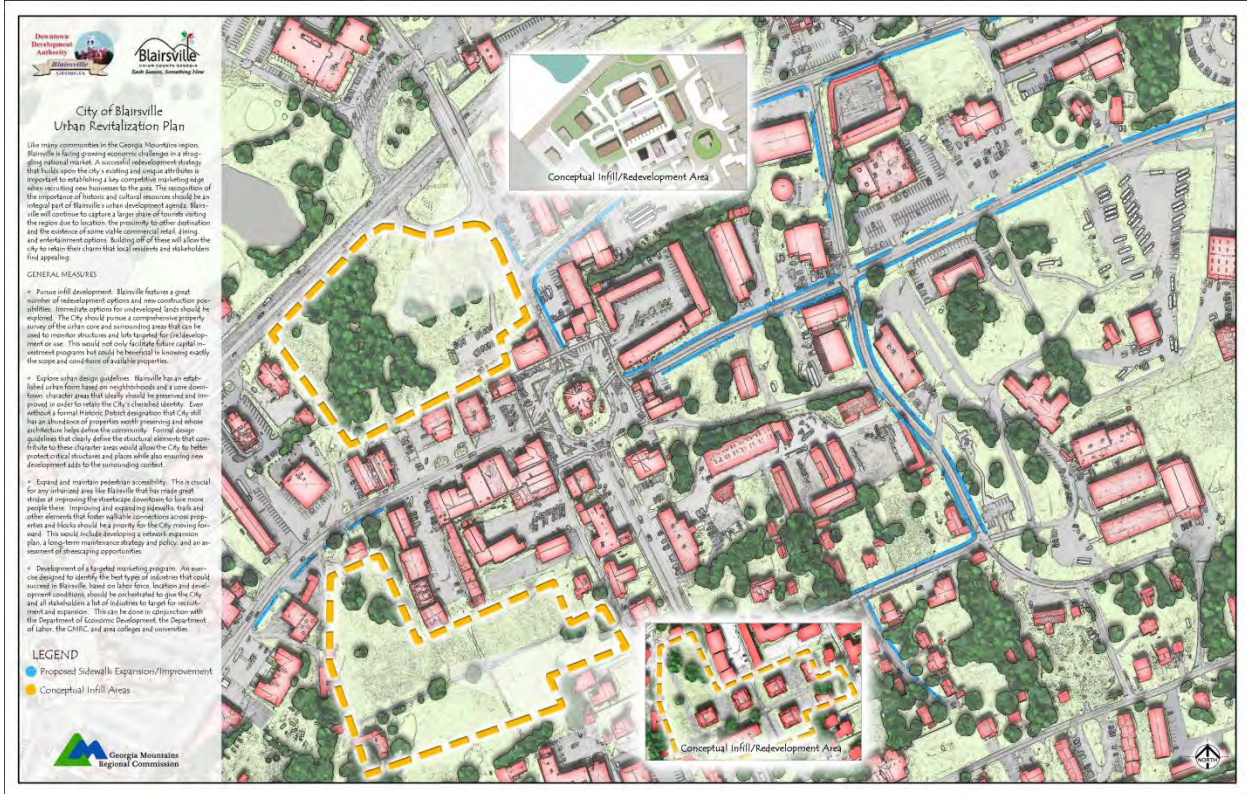 Downtown
Development
Authority
Blairsville
GEORGIA
Blairsville
UNION COUNTY GEORGIA
Each Season, Something New
City of Blairsville
Urban Revitalization Plan
Like many communities in the Georgia Mountains region,
Blairsville is facing growing economic challenges in a strug-
gling national market. A successful redevelopment strategy
that builds upon the city's existing and unique attributes is
important to establishing a key competitive marketing edge
when recruiting new businesses to the area. The recognition of
the importance of historic and cultural resources should be an
integral part of Blairsville's urban development agenda. Blairs-
ville will continue to capture a larger share of tourists visiting
the region due to location, the proximity to other destination
and the existence of some viable commercial retail, dining,
and entertainment options. Building off of these will allow the
city to retain their charm that local residents and stakeholders
find appealing.
GENERAL MEASURES
Pursue infill development. Blairsville features a great
number of redevelopment options and new construction pos-
sibilities. Immediate options for undeveloped lands should be
explored. The City should pursue a comprehensive property
survey of the urban core and surrounding areas that can be
used to monitor structures and lots targeted for (re)develop-
ment or use. This would not only facilitate future capital in-
vestment programs but could be beneficial in knowing exactly
the scope and conditions of available properties.
Explore urban design guidelines. Blairsville has an estab-
lished urban form based on neighborhoods and a core down-
town; character areas that ideally should be preserved and im-
proved in order to retain the City's cherished identity. Even
without a formal Historic District designation that City still
has an abundance of properties worth preserving and whose
architecture helps define the community. Formal design
guidelines that clearly define the structural elements that con-
tribute to these character areas would allow the City to better
protect critical structures and places while also ensuring new
development adds to the surrounding context.
Expand and maintain pedestrian accessibility. This is crucial
for any urbanized area like Blairsville that has made great
strides at improving the streetscape downtown to lure more
people there. Improving and expanding sidewalks, trails and
other elements that foster walkable connections across prop-
erties and blocks should be a priority for the City moving for-
ward. This would include developing a network expansion
plan, a long-term maintenance strategy and policy, and an as-
sessment of streetscaping opportunities.
Development of a targeted marketing program. An exer-
cise designed to identify the best types of industries that could
succeed in Blairsville, based on labor force, location and devel-
opment conditions, should be orchestrated to give the City
and all stakeholders a list of industries to target for recruit-
ment and expansion. This can be done in conjunction with
the Department of Economic Development, the Department
of Labor, the GMRC, and area colleges and universities.
LEGEND
Proposed Sidewalk Expansion/Improvement
Conceptual Infill Areas
Georgia Mountains
Regional Commission
Conceptual Infill/Redevelopment Area
Conceptual Infill/Redevelopment Area
NORTH